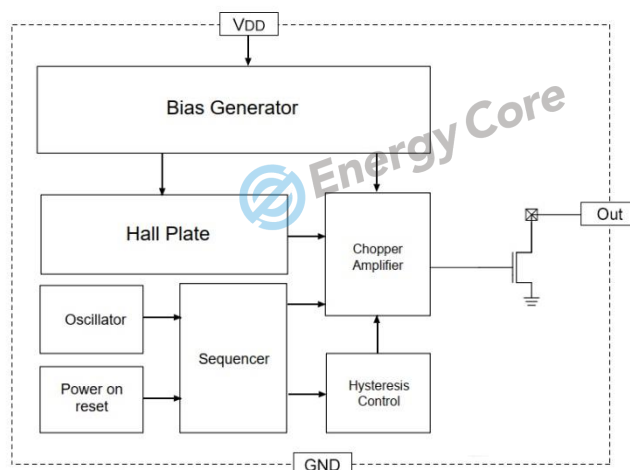 VDD
Bias Generator
Energy Core
Hall Plate
Chopper
Amplifier
Out
Oscillator
Sequencer
Power on
reset
Hysteresis
Control
GND